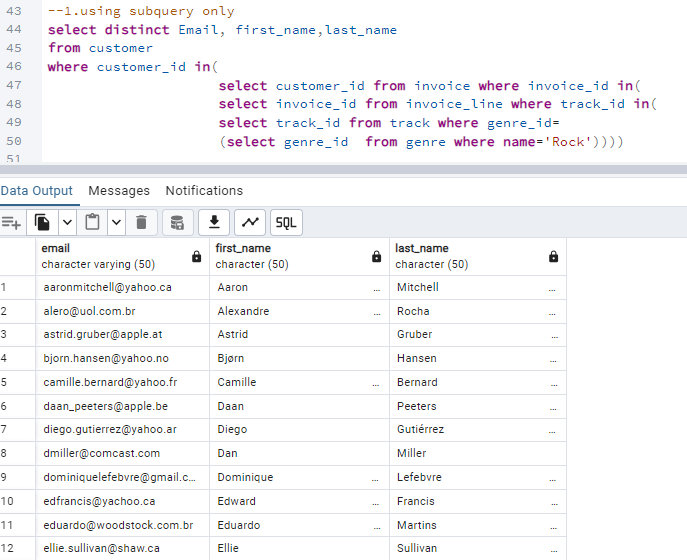 43 --1.using subquery only
44 select distinct Email, first_name,last_name
45 from customer
46 where customer_id in(
47 select customer_id from invoice where invoice_id in(
48 select invoice_id from invoice_line where track_id in(
49 select track_id from track where genre_id=
50 (select genre_id  from genre where name='Rock'))))
51
Data Output Messages Notifications
SQL
email first_name last_name
character varying (50) character (50) character (50)
1 aaronmitchell@yahoo.ca Aaron … Mitchell …
2 alero@uol.com.br Alexandre … Rocha …
3 astrid.gruber@apple.at Astrid Gruber …
4 bjorn.hansen@yahoo.no Bjørn Hansen …
5 camille.bernard@yahoo.fr Camille … Bernard …
6 daan_peeters@apple.be Daan Peeters …
7 diego.gutierrez@yahoo.ar Diego Gutiérrez …
8 dmiller@comcast.com Dan Miller
9 dominiquelefebvre@gmail.c… Dominique … Lefebvre …
10 edfrancis@yachoo.ca Edward … Francis …
11 eduardo@woodstock.com.br Eduardo … Martins …
12 ellie.sullivan@shaw.ca Ellie Sullivan …